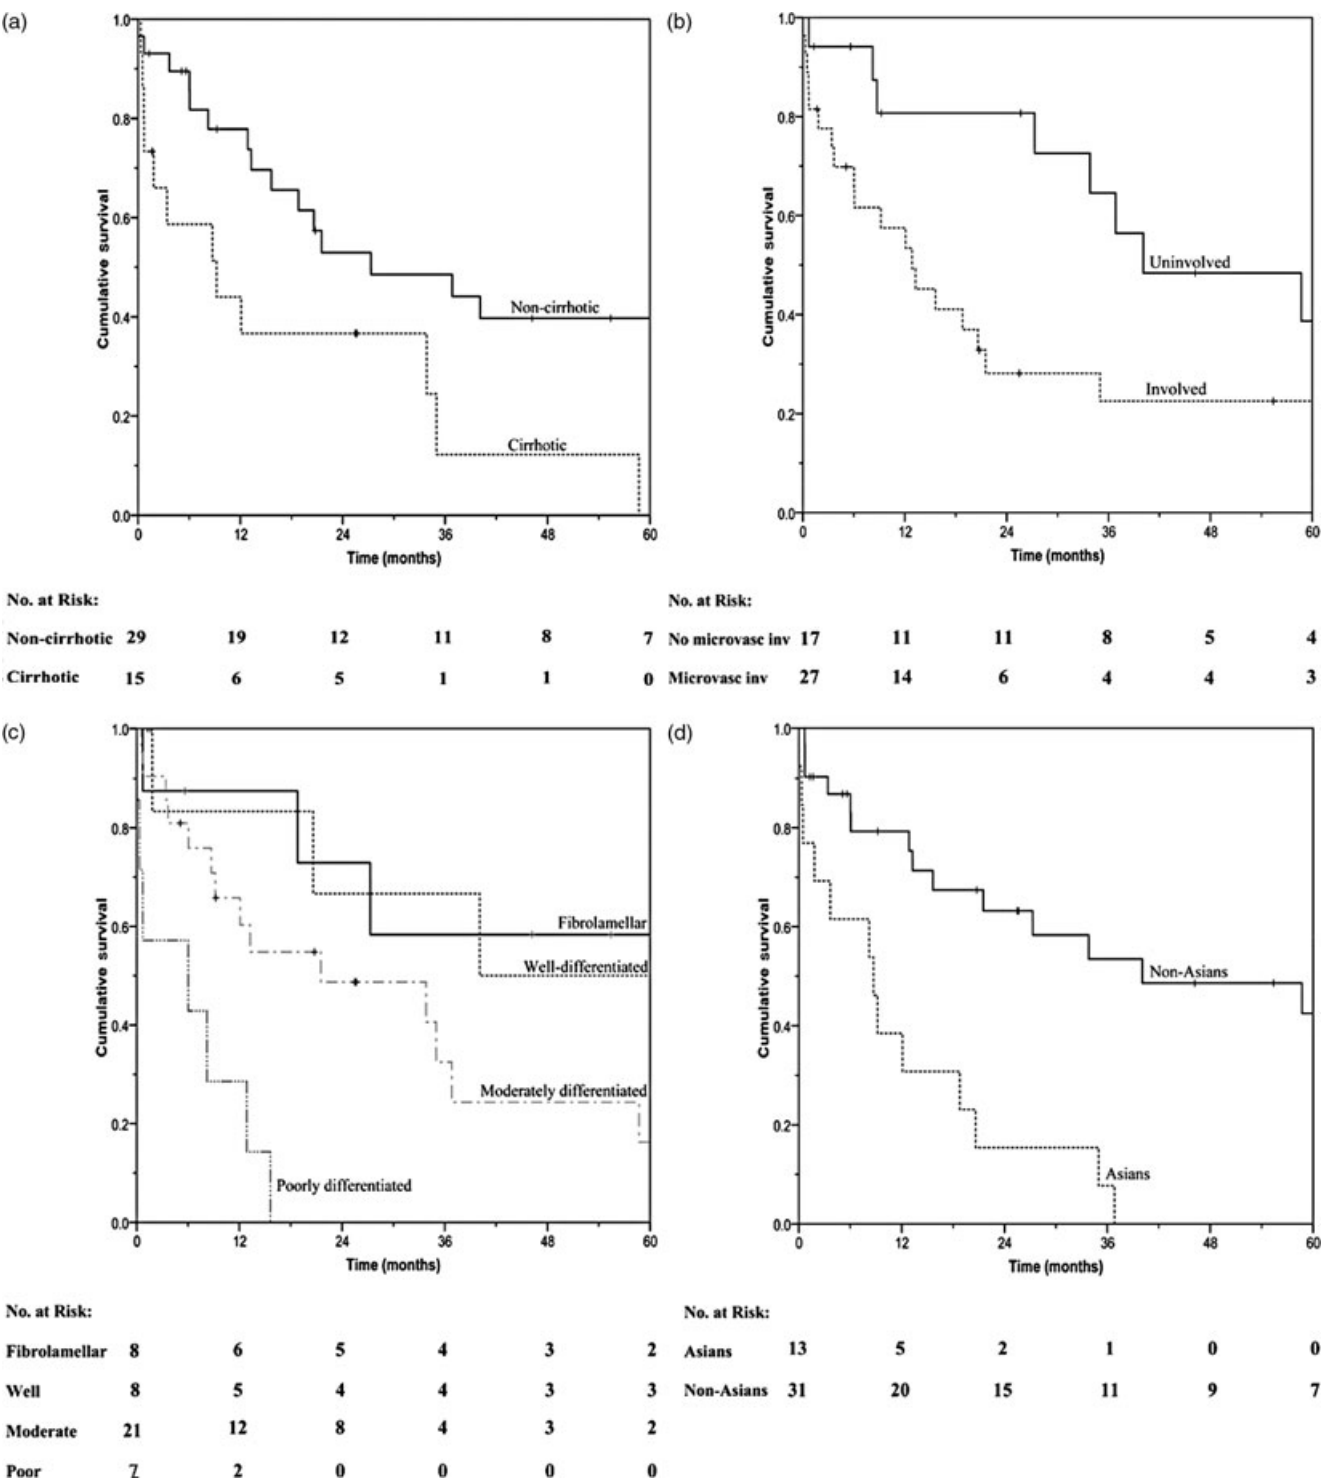 (a)
1.0
0.8
0.6
0.4
0.2
0.0
Cumulative survival
Non-cirrhotic
Cirrhotic
0 12 24 36 48 60
Time (months)
No. at Risk:
Non-cirrhotic 29 19 12 11 8 7
Cirrhotic 15 6 5 1 1 0
(b)
1.0
0.8
0.6
0.4
0.2
0.0
Cumulative survival
Uninvolved
Involved
0 12 24 36 48 60
Time (months)
No. at Risk:
No microvasc inv 17 11 11 8 5 4
Microvasc inv 27 14 6 4 4 3
(c)
1.0
0.8
0.6
0.4
0.2
0.0
Cumulative survival
Fibrolamellar
Well-differentiated
Moderately differentiated
Poorly differentiated
0 12 24 36 48 60
Time (months)
No. at Risk:
Fibrolamellar 8 6 5 4 3 2
Well 8 5 4 4 3 3
Moderate 21 12 8 4 3 2
Poor 7 2 0 0 0 0
(d)
1.0
0.8
0.6
0.4
0.2
0.0
Cumulative survival
Non-Asians
Asians
0 12 24 36 48 60
Time (months)
No. at Risk:
Asians 13 5 2 1 0 0
Non-Asians 31 20 15 11 9 7